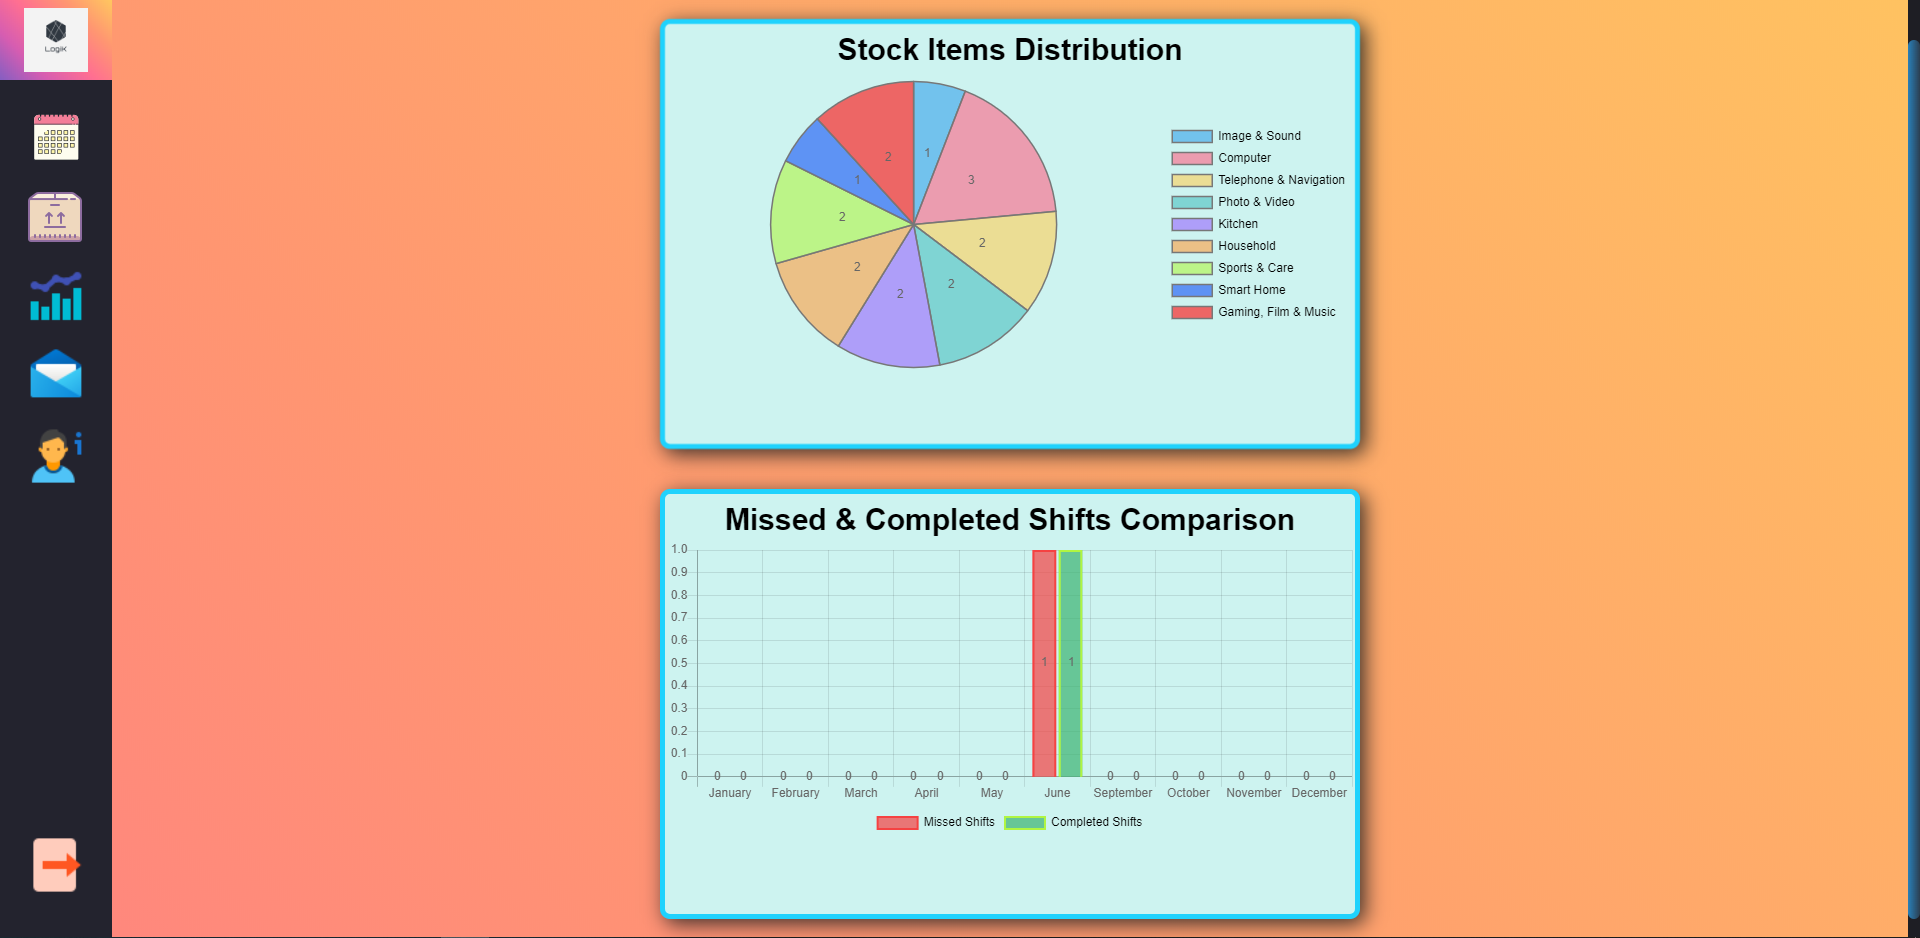 LogiK
Stock Items Distribution
2
1
1
3
2
2
2
2
2
Image & Sound
Computer
Telephone & Navigation
Photo & Video
Kitchen
Household
Sports & Care
Smart Home
Gaming, Film & Music
Missed & Completed Shifts Comparison
1.0
0.9
0.8
0.7
0.6
0.5
0.4
0.3
0.2
0.1
0
1 1
0 0 0 0 0 0 0 0 0 0 0 0 0 0 0 0 0 0
January February March April May June September October November December
Missed Shifts Completed Shifts